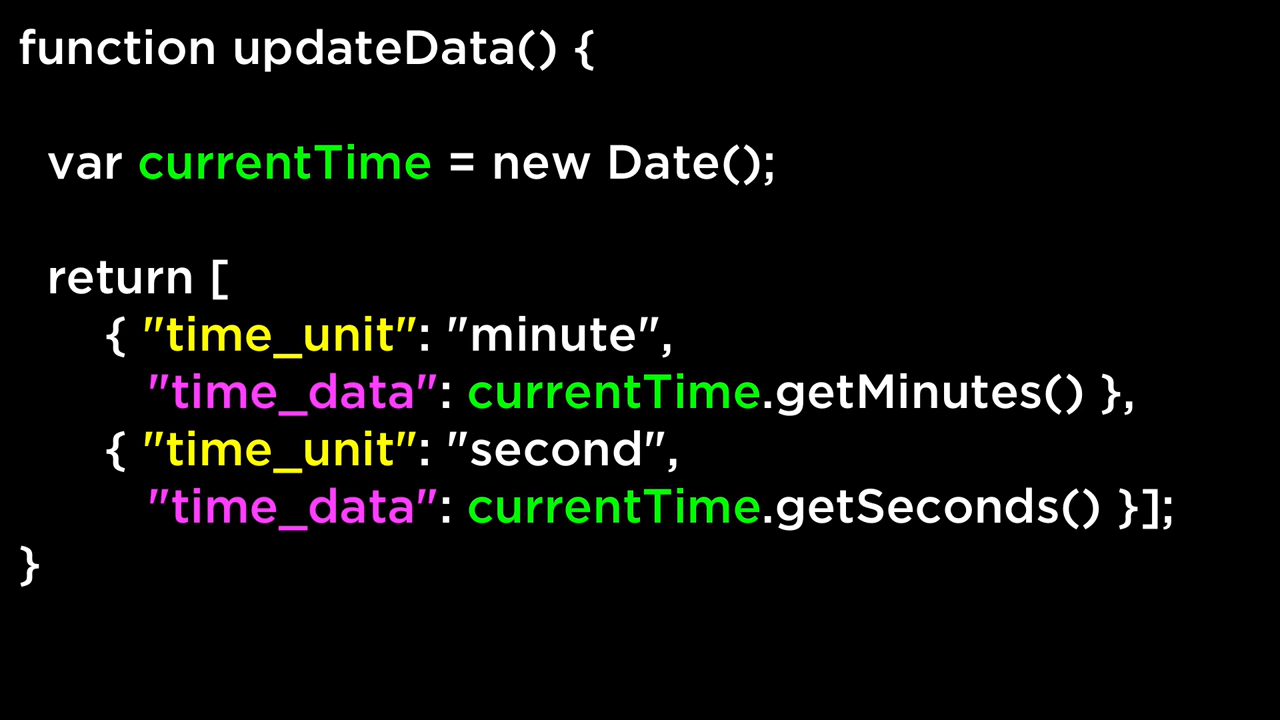 function updateData() {
var currentTime = new Date();
return [
{ "time_unit": "minute",
"time_data": currentTime.getMinutes() },
{ "time_unit": "second",
"time_data": currentTime.getSeconds() }];
}